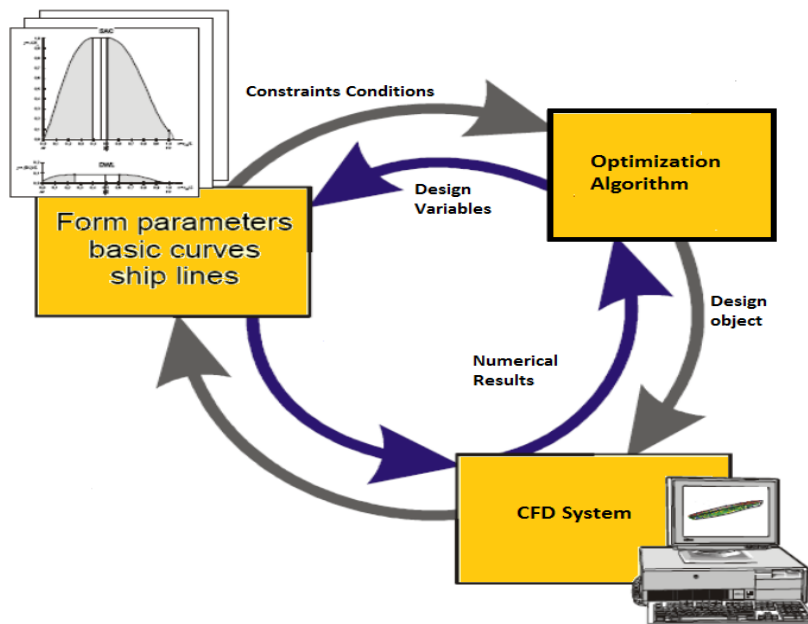 SAC
Constraints Conditions
Optimization
Algorithm
Design
Variables
DWL
Form parameters
basic curves
ship lines
Design
object
Numerical
Results
CFD System